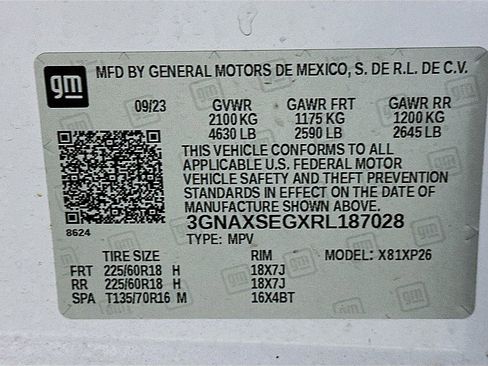 gm MFD BY GENERAL MOTORS DE MEXICO, S. DE R.L. DE C.V.
09/23 GVWR GAWR FRT GAWR RR
2100 KG 1175 KG 1200 KG
4630 LB 2590 LB 2645 LB
THIS VEHICLE CONFORMS TO ALL
APPLICABLE U.S. FEDERAL MOTOR
VEHICLE SAFETY AND THEFT PREVENTION
STANDARDS IN EFFECT ON THE DATE OF
MANUFACTURE SHOWN ABOVE.
8624 3GNAXSEGXRL187028
TYPE: MPV
TIRE SIZE RIM MODEL: X81XP26
FRT 225/60R18 H 18X7J
RR 225/60R18 H 18X7J
SPA T135/70R16 M 16X4BT